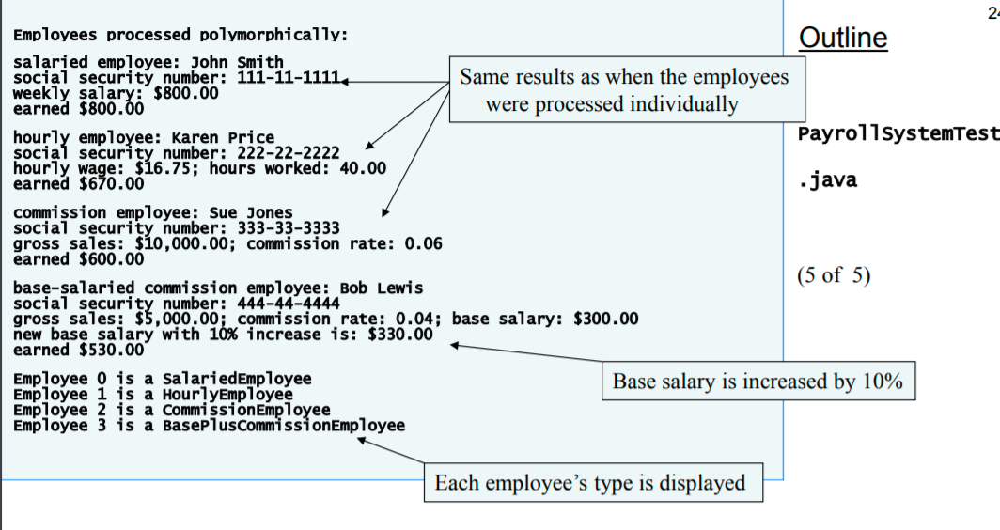 24
Outline
Employees processed polymorphically:
salaried employee: John Smith
social security number: 111-11-1111
weekly salary: $800.00
earned $800.00
Same results as when the employees
were processed individually
hourly employee: Karen Price
social security number: 222-22-2222
hourly wage: $16.75; hours worked: 40.00
earned $670.00
PayrollSystemTest
.java
commission employee: Sue Jones
social security number: 333-33-3333
gross sales: $10,000.00; commission rate: 0.06
earned $600.00
(5 of 5)
base-salaried commission employee: Bob Lewis
social security number: 444-44-4444
gross sales: $5,000.00; commission rate: 0.04; base salary: $300.00
new base salary with 10% increase is: $330.00
earned $530.00
Base salary is increased by 10%
Employee 0 is a SalariedEmployee
Employee 1 is a HourlyEmployee
Employee 2 is a CommissionEmployee
Employee 3 is a BasePlusCommissionEmployee
Each employee’s type is displayed